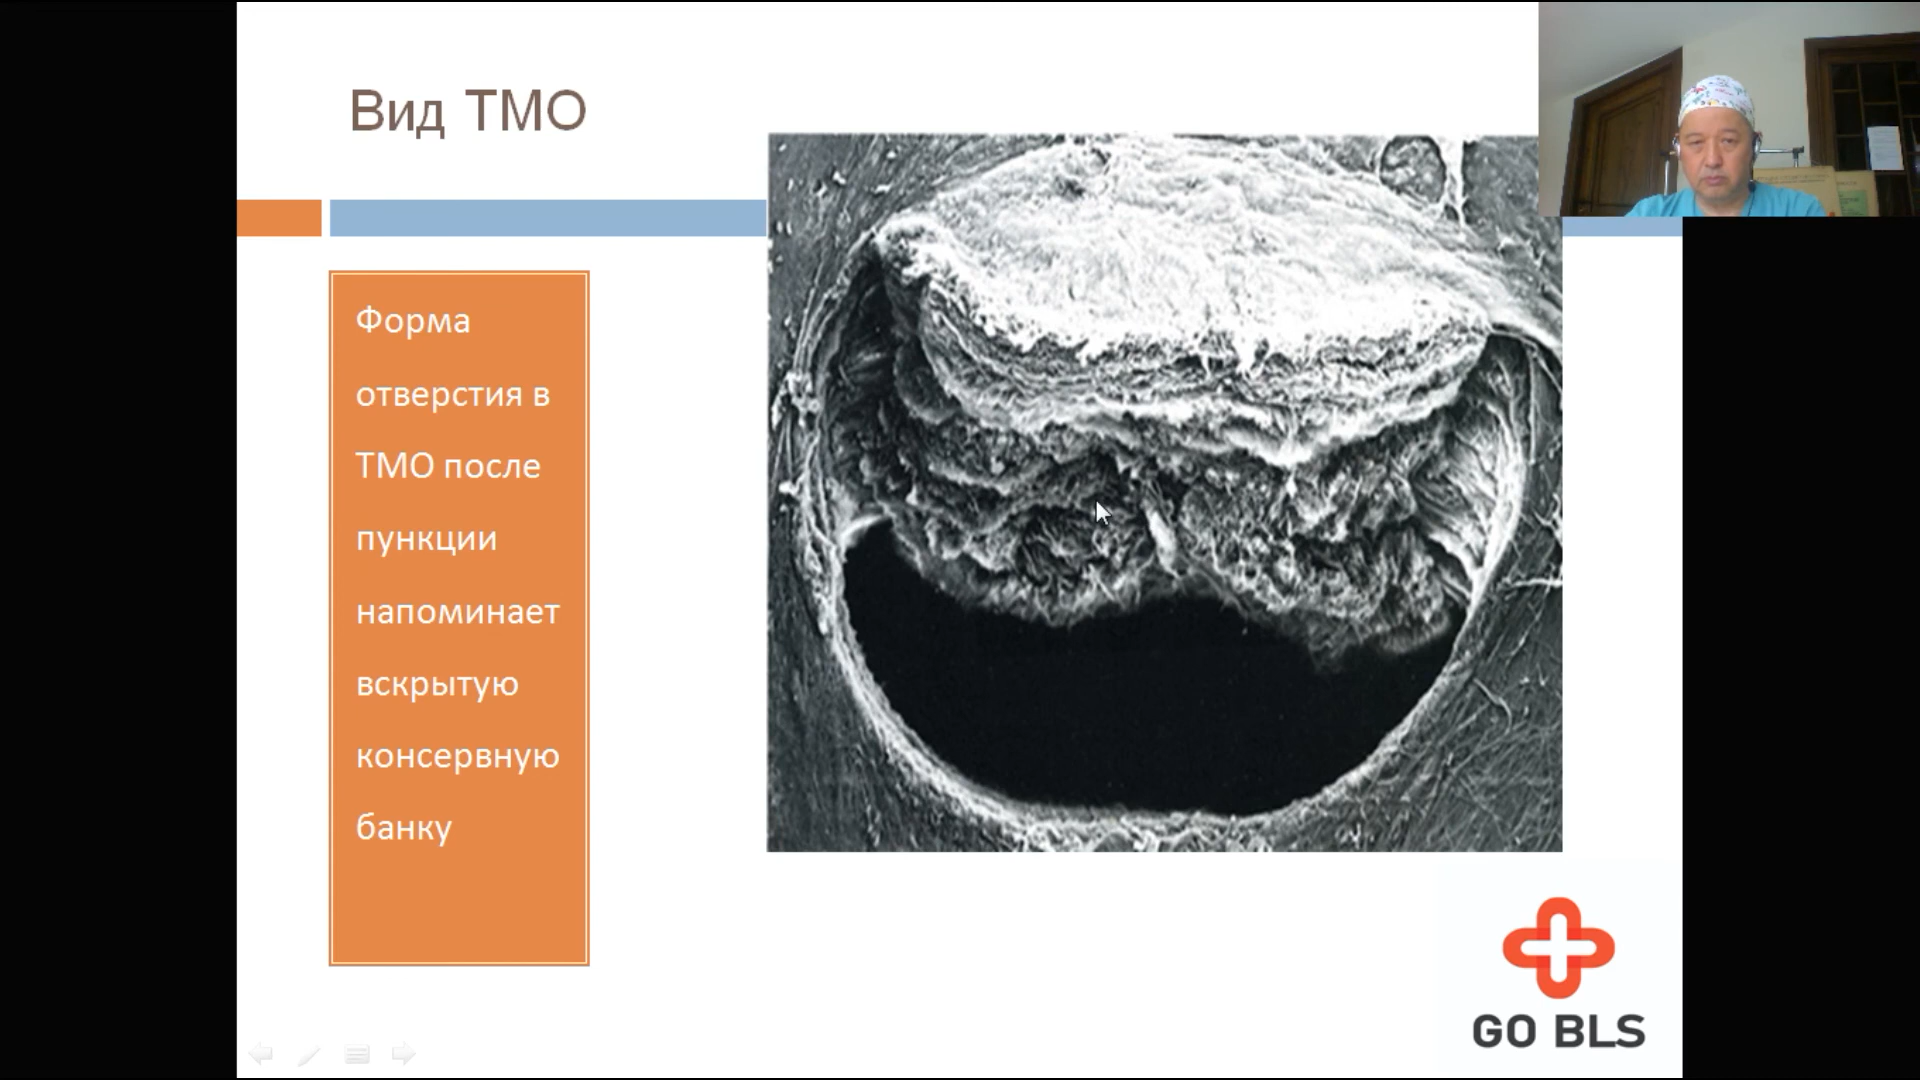 Вид ТМО
Форма
отверстия в
ТМО после
пункции
напоминает
вскрытую
консервную
банку
GO BLS